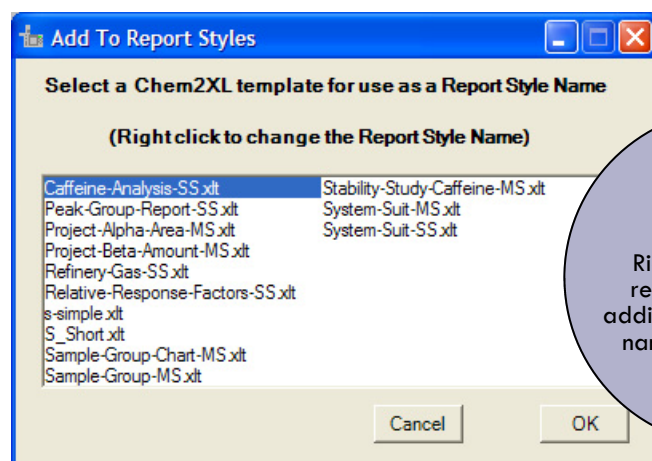 Add To Report Styles
Select a Chem2XL template for use as a Report Style Name
(Right click to change the Report Style Name)
Caffeine-Analysis-SS.xlt
Peak-Group-Report-SS.xlt
Project-Alpha-Area-MS.xlt
Project-Beta-Amount-MS.xlt
Refinery-Gas-SS.xlt
Relative-Response-Factors-SS.xlt
s-simple.xlt
S_Short.xlt
Sample-Group-Chart-MS.xlt
Sample-Group-MS.xlt
Stability-Study-Caffeine-MS.xlt
System-Suit-MS.xlt
System-Suit-SS.xlt
Cancel
OK